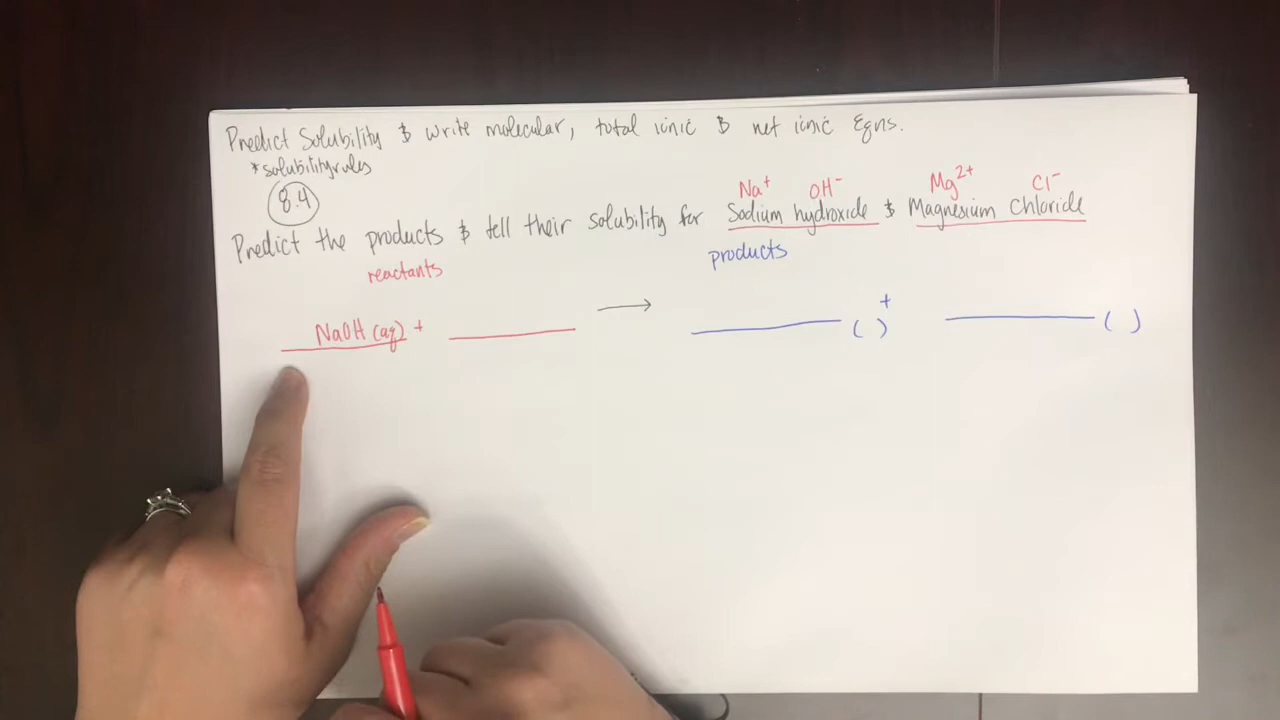 Predict Solubility & write molecular, total ionic & net ionic Eqns.
*solubility rules
8.4
Na⁺ OH⁻ Mg²⁺ Cl⁻
Predict the products & tell their solubility for Sodium hydroxide & Magnesium Chloride
reactants products
NaOH (aq) + → ( ) + ( )